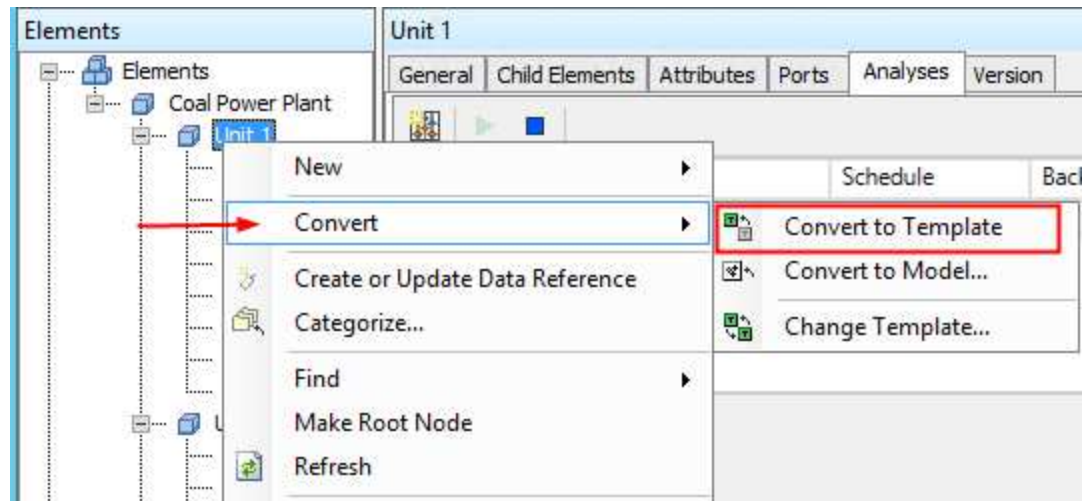 Elements
Unit 1
Elements
General Child Elements Attributes Ports Analyses Version
Coal Power Plant
Unit 1
New
Schedule
Convert
Convert to Template
Create or Update Data Reference
Convert to Model...
Categorize...
Change Template...
Find
Make Root Node
Refresh